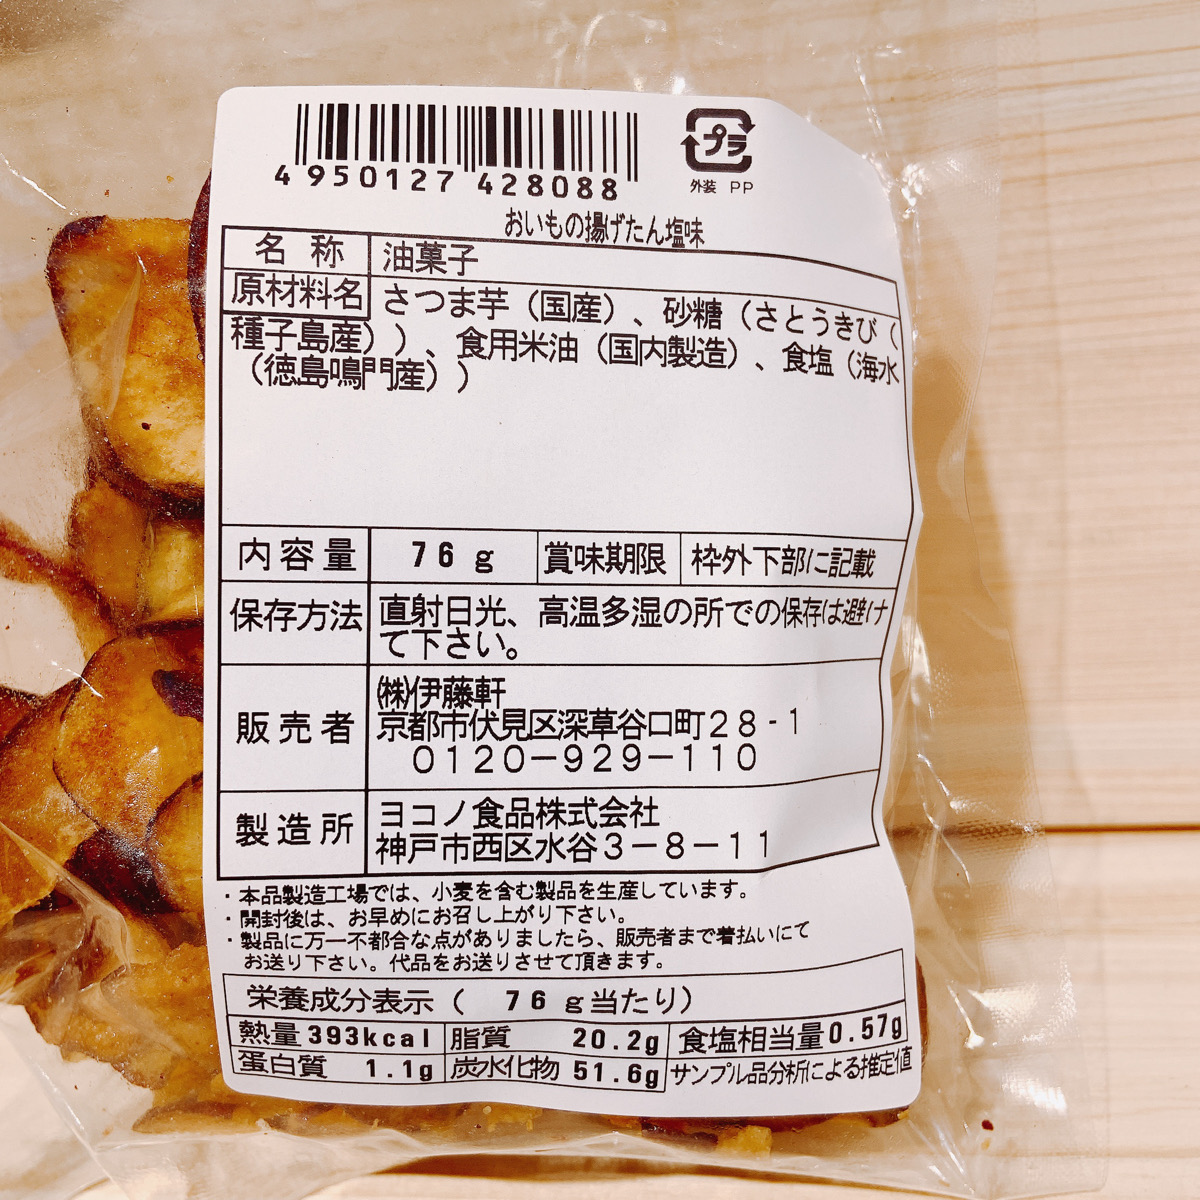 4 950127 428088
プラ
外装 PP
おいもの揚げたん塩味
名称 油菓子
原材料名 さつま芋（国産）、砂糖（さとうきび（
種子島産））、食用米油（国内製造）、食塩（海水
（徳島鳴門産））
内容量 76g 賞味期限 枠外下部に記載
保存方法 直射日光、高温多湿の所での保存は避け
て下さい。
販売者 ㈱伊藤軒
京都市伏見区深草谷口町28-1
0120－929－110
製造所 ヨコノ食品株式会社
神戸市西区水谷3－8－11
・本品製造工場では、小麦を含む製品を生産しています。
・開封後は、お早めにお召し上がり下さい。
・製品に万一不都合な点がありましたら、販売者まで着払いにて
お送り下さい。代品をお送りさせて頂きます。
栄養成分表示（ 76g当たり）
熱量 393kcal 脂質 20.2g 食塩相当量 0.57g
蛋白質 1.1g 炭水化物 51.6g サンプル品分析による推定値